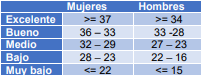 Mujeres Hombres
Excelente >= 37 >= 34
Bueno 36 – 33 33 -28
Medio 32 – 29 27 – 23
Bajo 28 – 23 22 – 16
Muy bajo <= 22 <= 15